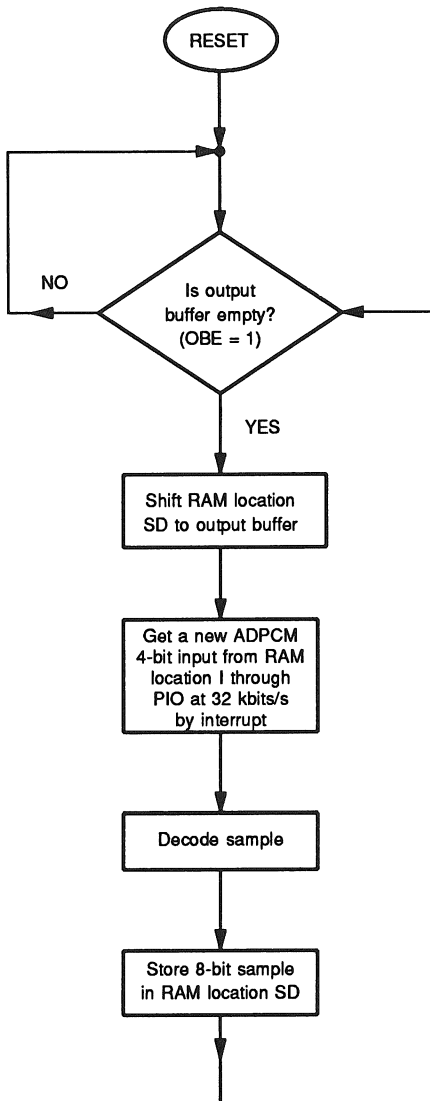 RESET
Is output
buffer empty?
(OBE = 1)
NO
YES
Shift RAM location
SD to output buffer
Get a new ADPCM
4-bit input from RAM
location I through
PIO at 32 kbits/s
by interrupt
Decode sample
Store 8-bit sample
in RAM location SD